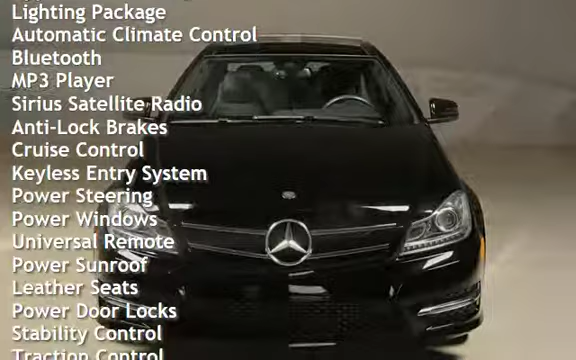 Lighting Package
Automatic Climate Control
Bluetooth
MP3 Player
Sirius Satellite Radio
Anti-Lock Brakes
Cruise Control
Keyless Entry System
Power Steering
Power Windows
Universal Remote
Power Sunroof
Leather Seats
Power Door Locks
Stability Control
Traction Control